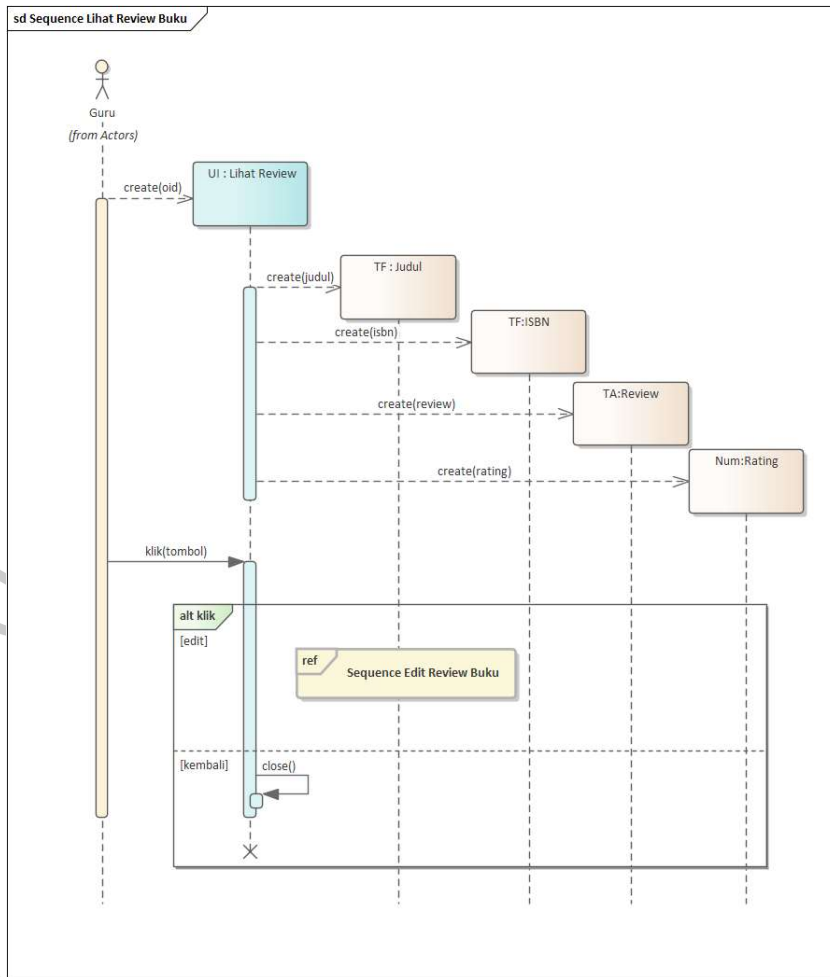 sd Sequence Lihat Review Buku
Guru
(from Actors)
UI : Lihat Review
create(oid)
TF : Judul
create(judul)
TF:ISBN
create(isbn)
TA:Review
create(review)
Num:Rating
create(rating)
klik(tombol)
alt klik
[edit]
ref
Sequence Edit Review Buku
[kembali]
close()